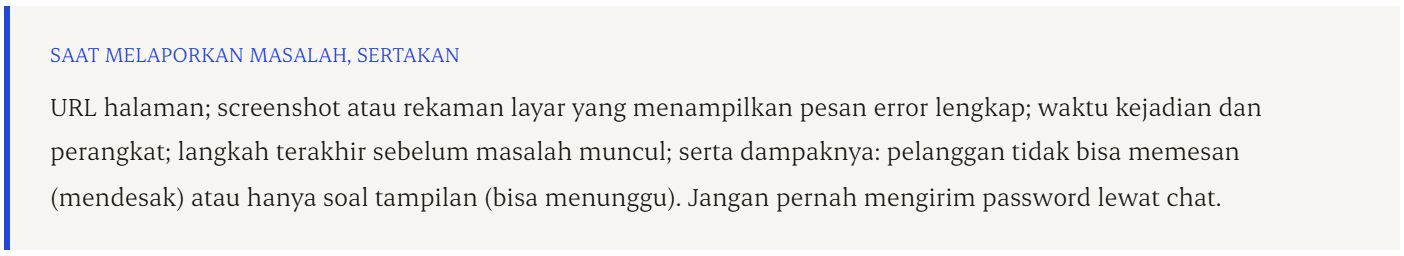 SAAT MELAPORKAN MASALAH, SERTAKAN
URL halaman; screenshot atau rekaman layar yang menampilkan pesan error lengkap; waktu kejadian dan
perangkat; langkah terakhir sebelum masalah muncul; serta dampaknya: pelanggan tidak bisa memesan
(mendesak) atau hanya soal tampilan (bisa menunggu). Jangan pernah mengirim password lewat chat.